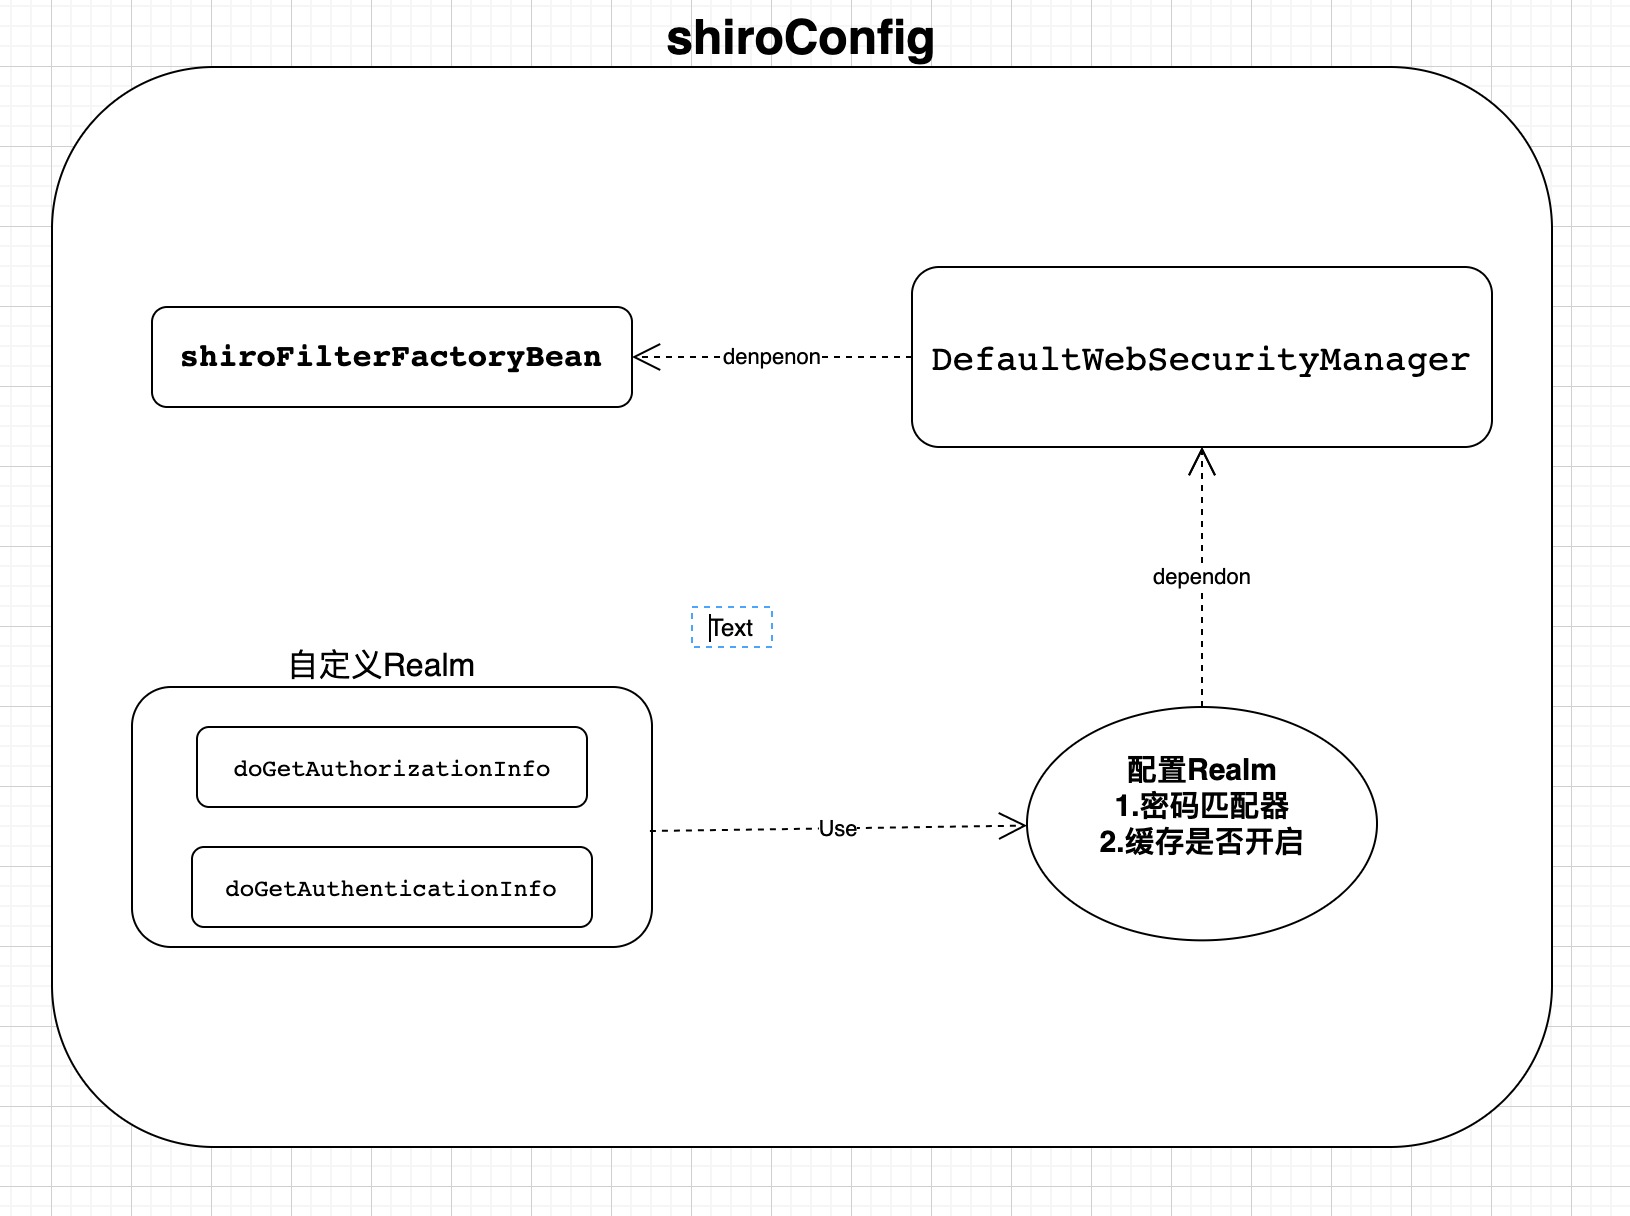 shiroConfig
shiroFilterFactoryBean
denpenon
DefaultWebSecurityManager
dependon
Text
自定义Realm
doGetAuthorizationInfo
doGetAuthenticationInfo
Use
配置Realm
1.密码匹配器
2.缓存是否开启